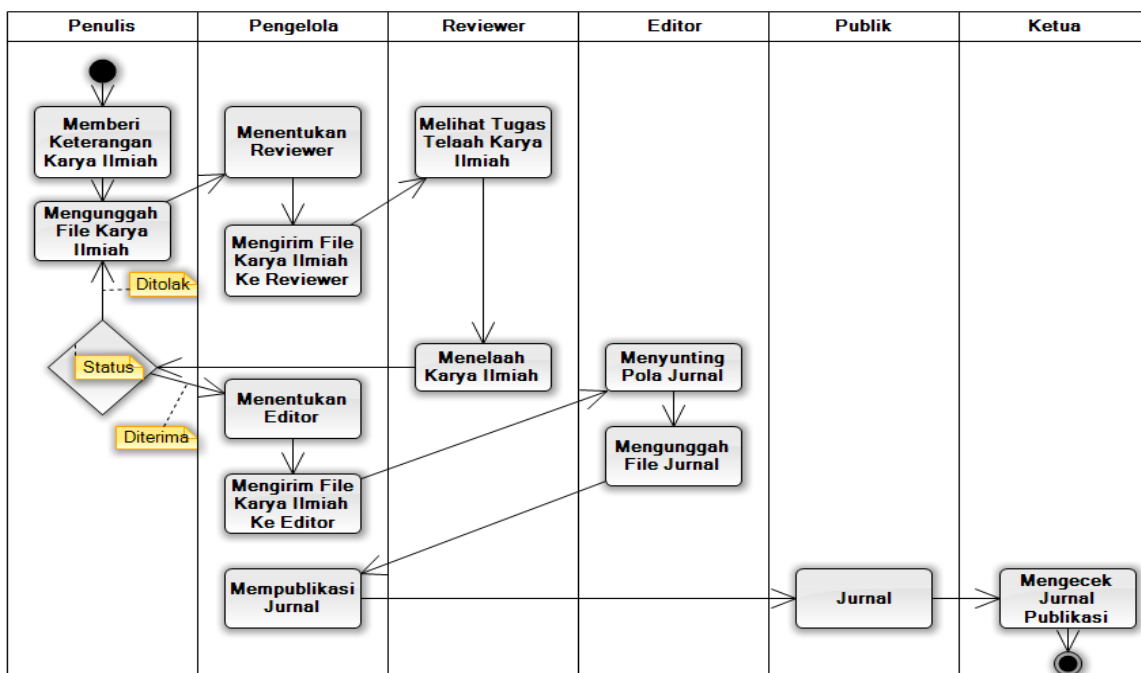 Penulis
Pengelola
Reviewer
Editor
Publik
Ketua
Memberi
Keterangan
Karya Ilmiah
Mengunggah
File Karya
Ilmiah
Ditolak
Status
Diterima
Menentukan
Reviewer
Mengirim File
Karya Ilmiah
Ke Reviewer
Melihat Tugas
Telaah Karya
Ilmiah
Menelaah
Karya Ilmiah
Menentukan
Editor
Mengirim File
Karya Ilmiah
Ke Editor
Menyunting
Pola Jurnal
Mengunggah
File Jurnal
Mempublikasi
Jurnal
Jurnal
Mengecek
Jurnal
Publikasi